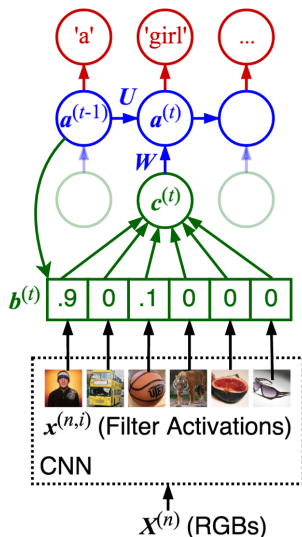 'a' 'girl' ...
U
a(t-1) a(t)
W
c(t)
b(t) .9 0 .1 0 0 0
x(n,i) (Filter Activations)
CNN
X(n) (RGBs)